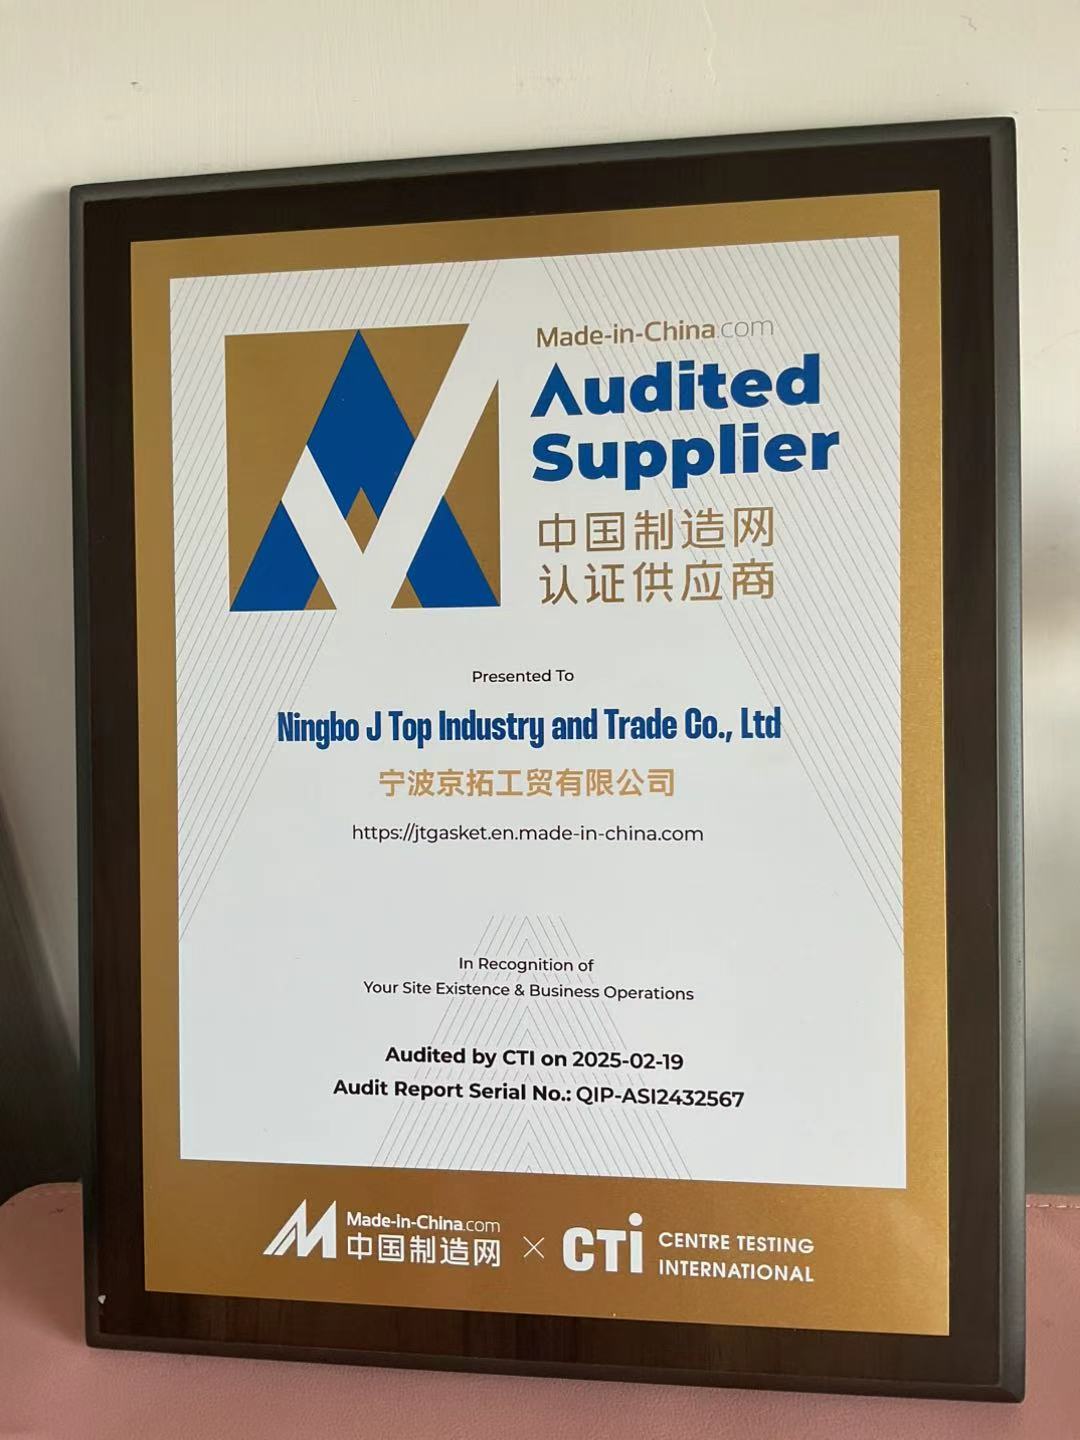 Made-in-China.com
Audited
Supplier
中国制造网
认证供应商
Presented To
Ningbo J Top Industry and Trade Co., Ltd
宁波京拓工贸有限公司
https://jtgasket.en.made-in-china.com
In Recognition of
Your Site Existence & Business Operations
Audited by CTI on 2025-02-19
Audit Report Serial No.: QIP-ASI2432567
Made-in-China.com
中国制造网
×
CTi
CENTRE TESTING
INTERNATIONAL